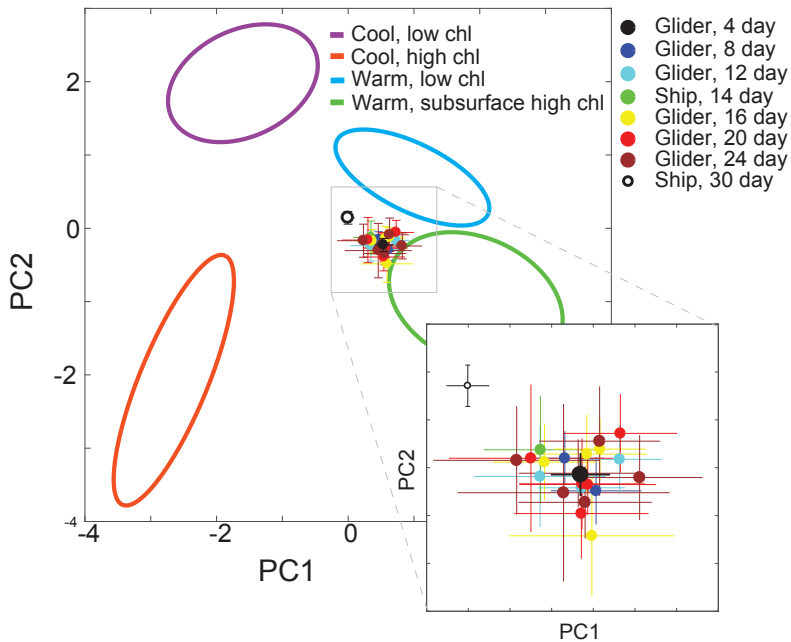 Cool, low chl
Cool, high chl
Warm, low chl
Warm, subsurface high chl
Glider, 4 day
Glider, 8 day
Glider, 12 day
Ship, 14 day
Glider, 16 day
Glider, 20 day
Glider, 24 day
Ship, 30 day
2
0
-2
-4
PC2
-4
-2
0
PC1
PC2
PC1